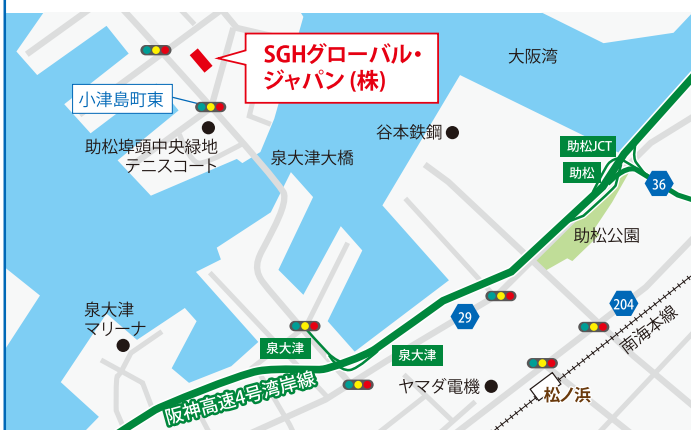 SGHグローバル・
ジャパン (株)
大阪湾
小津島町東
谷本鉄鋼
助松JCT
助松埠頭中央緑地
テニスコート
泉大津大橋
助松
36
助松公園
泉大津
マリーナ
204
29
南海本線
泉大津
泉大津
ヤマダ電機
松ノ浜
阪神高速4号湾岸線